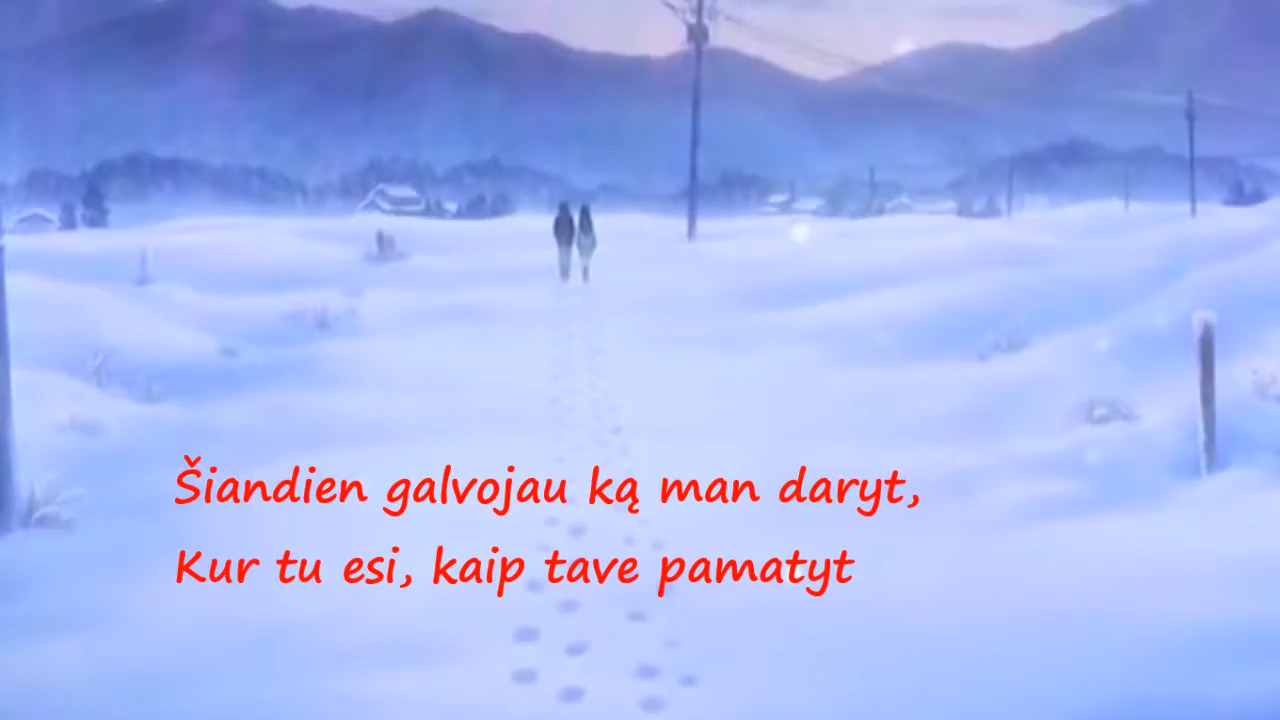 Šiandien galvojau ką man daryt,
Kur tu esi, kaip tave pamatyt